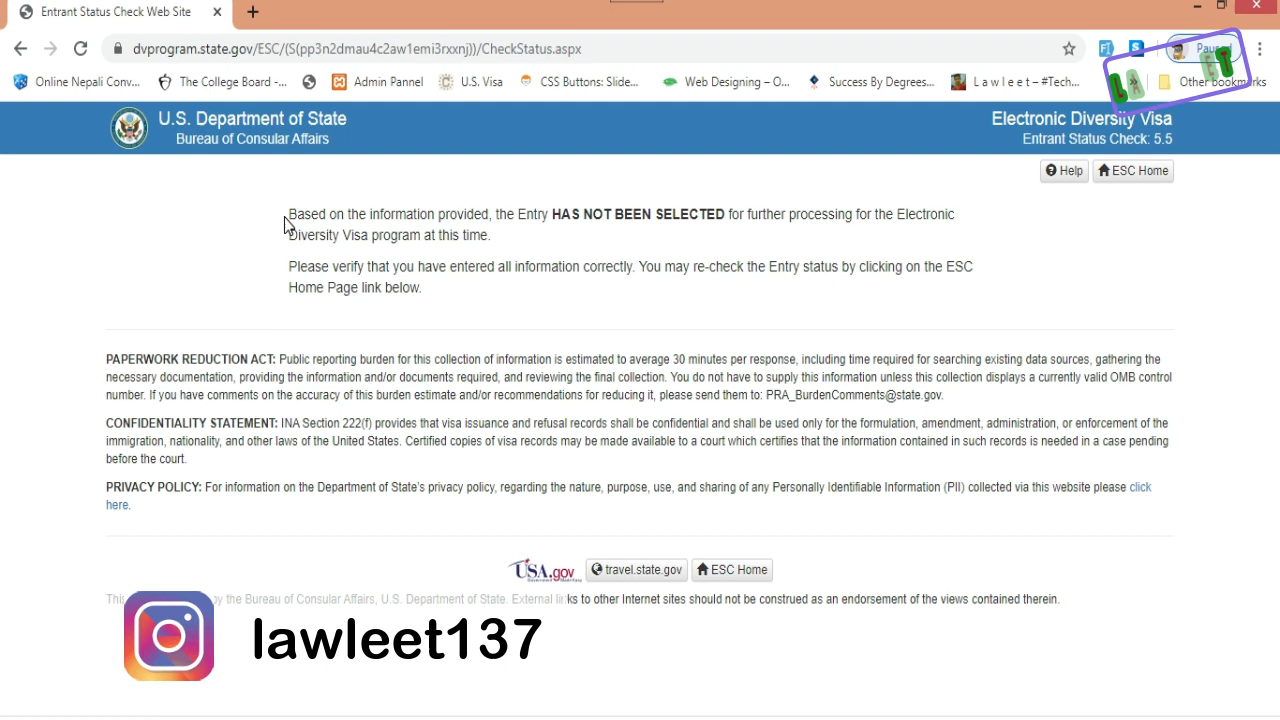 Entrant Status Check Web Site
dvprogram.state.gov/ESC/(S(pp3n2dmau4c2aw1emi3rxxnj))/CheckStatus.aspx
Online Nepali Conv... The College Board -... Admin Panel U.S. Visa CSS Buttons: Slide... Web Designing – O... Success By Degrees... L a w l e e t – #Tech... Other bookmarks
U.S. Department of State
Bureau of Consular Affairs
Electronic Diversity Visa
Entrant Status Check: 5.5
Help ESC Home
Based on the information provided, the Entry HAS NOT BEEN SELECTED for further processing for the Electronic
Diversity Visa program at this time.
Please verify that you have entered all information correctly. You may re-check the Entry status by clicking on the ESC
Home Page link below.
PAPERWORK REDUCTION ACT: Public reporting burden for this collection of information is estimated to average 30 minutes per response, including time required for searching existing data sources, gathering the
necessary documentation, providing the information and/or documents required, and reviewing the final collection. You do not have to supply this information unless this collection displays a currently valid OMB control
number. If you have comments on the accuracy of this burden estimate and/or recommendations for reducing it, please send them to: PRA_BurdenComments@state.gov.
CONFIDENTIALITY STATEMENT: INA Section 222(f) provides that visa issuance and refusal records shall be confidential and shall be used only for the formulation, amendment, administration, or enforcement of the
immigration, nationality, and other laws of the United States. Certified copies of visa records may be made available to a court which certifies that the information contained in such records is needed in a case pending
before the court.
PRIVACY POLICY: For information on the Department of State's privacy policy, regarding the nature, purpose, use, and sharing of any Personally Identifiable Information (PII) collected via this website please click
here.
USA.gov travel.state.gov ESC Home
by the Bureau of Consular Affairs, U.S. Department of State. External links to other Internet sites should not be construed as an endorsement of the views contained therein.
lawleet137